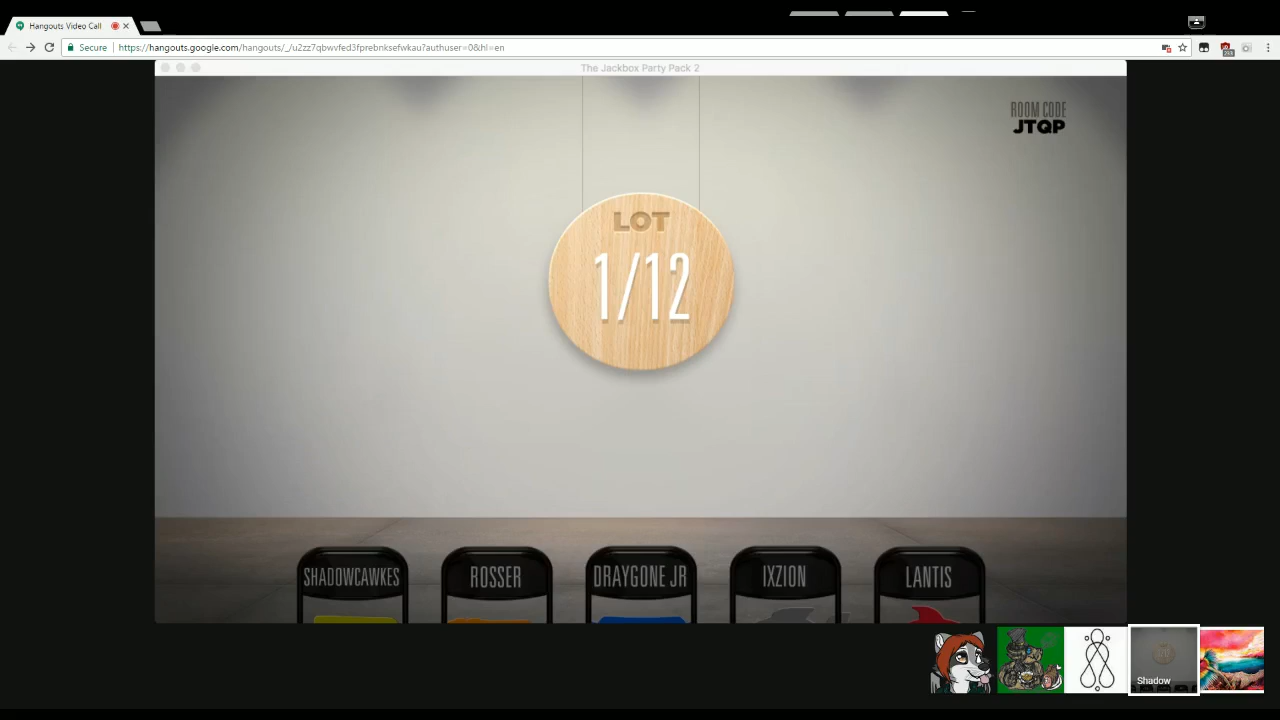 Hangouts Video Call
Secure
https://hangouts.google.com/hangouts/_/u2zz7qbwvfed3fprebnksefwkau?authuser=0&hl=en
The Jackbox Party Pack 2
ROOM CODE
JTQP
LOT
1/12
SHADOWCAWKES
ROSSER
DRAYGONE JR
IXZION
LANTIS
Shadow